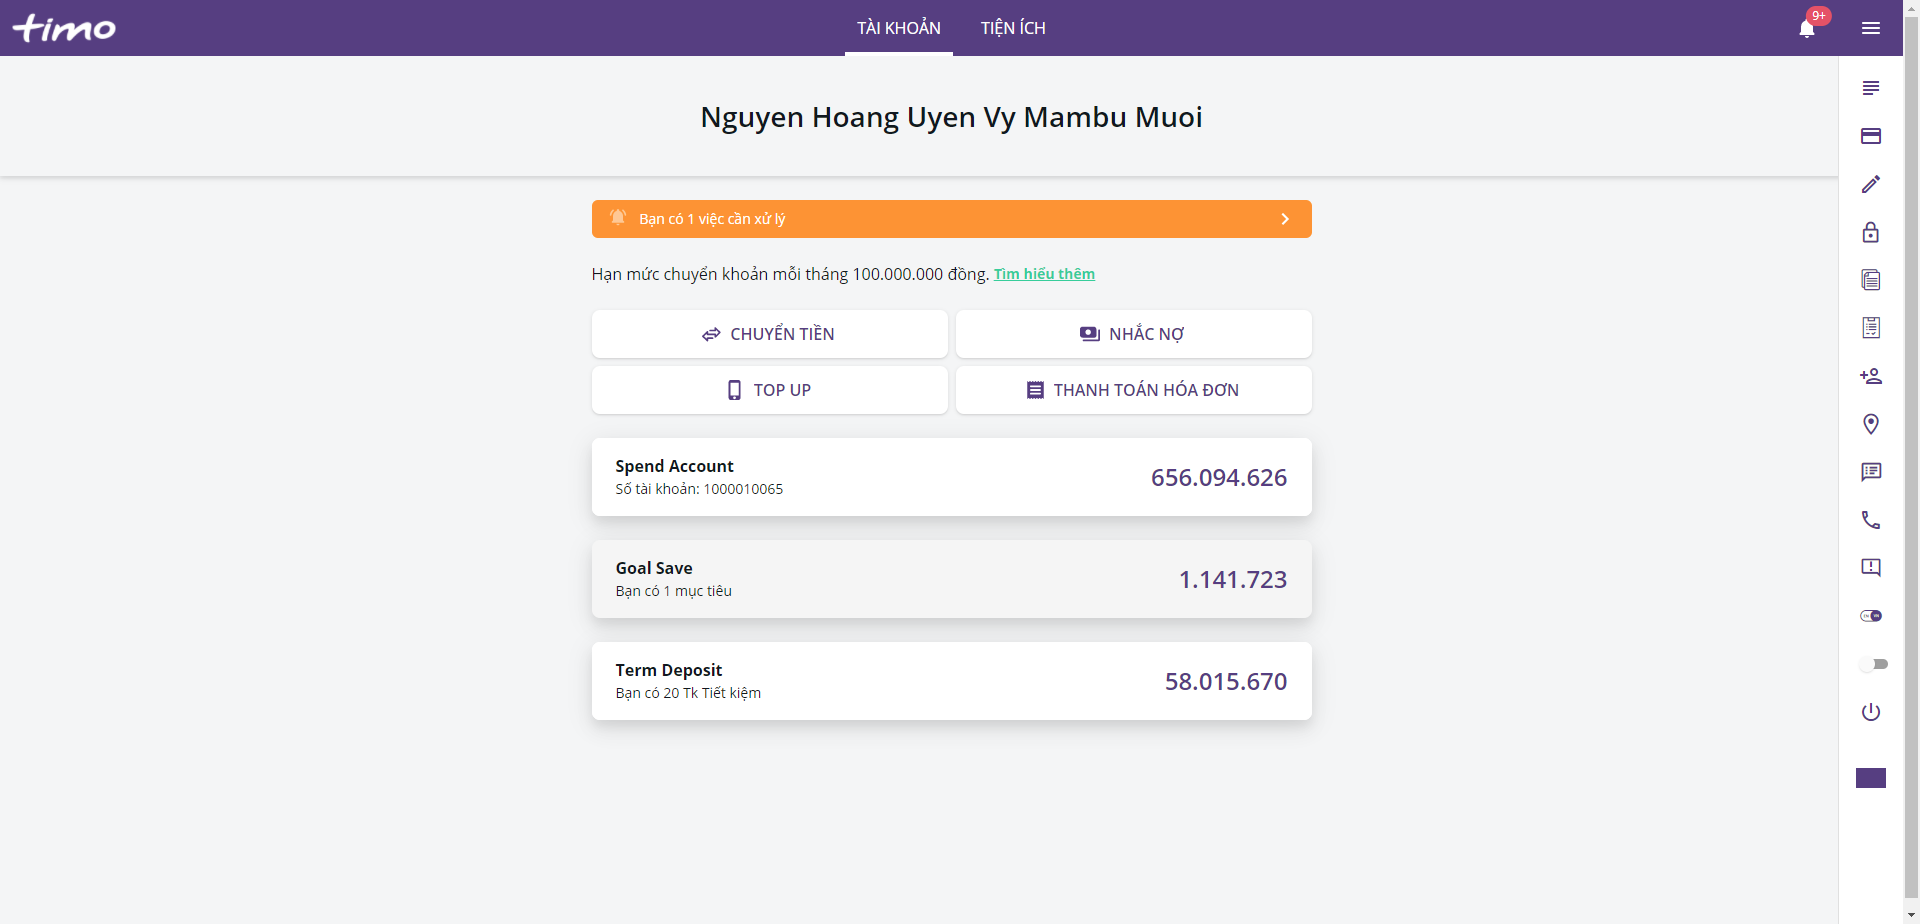 timo
TÀI KHOẢN
TIỆN ÍCH
9+
Nguyen Hoang Uyen Vy Mambu Muoi
Bạn có 1 việc cần xử lý
Hạn mức chuyển khoản mỗi tháng 100.000.000 đồng. Tìm hiểu thêm
CHUYỂN TIỀN
NHẮC NỢ
TOP UP
THANH TOÁN HÓA ĐƠN
Spend Account
Số tài khoản: 1000010065
656.094.626
Goal Save
Bạn có 1 mục tiêu
1.141.723
Term Deposit
Bạn có 20 Tk Tiết kiệm
58.015.670